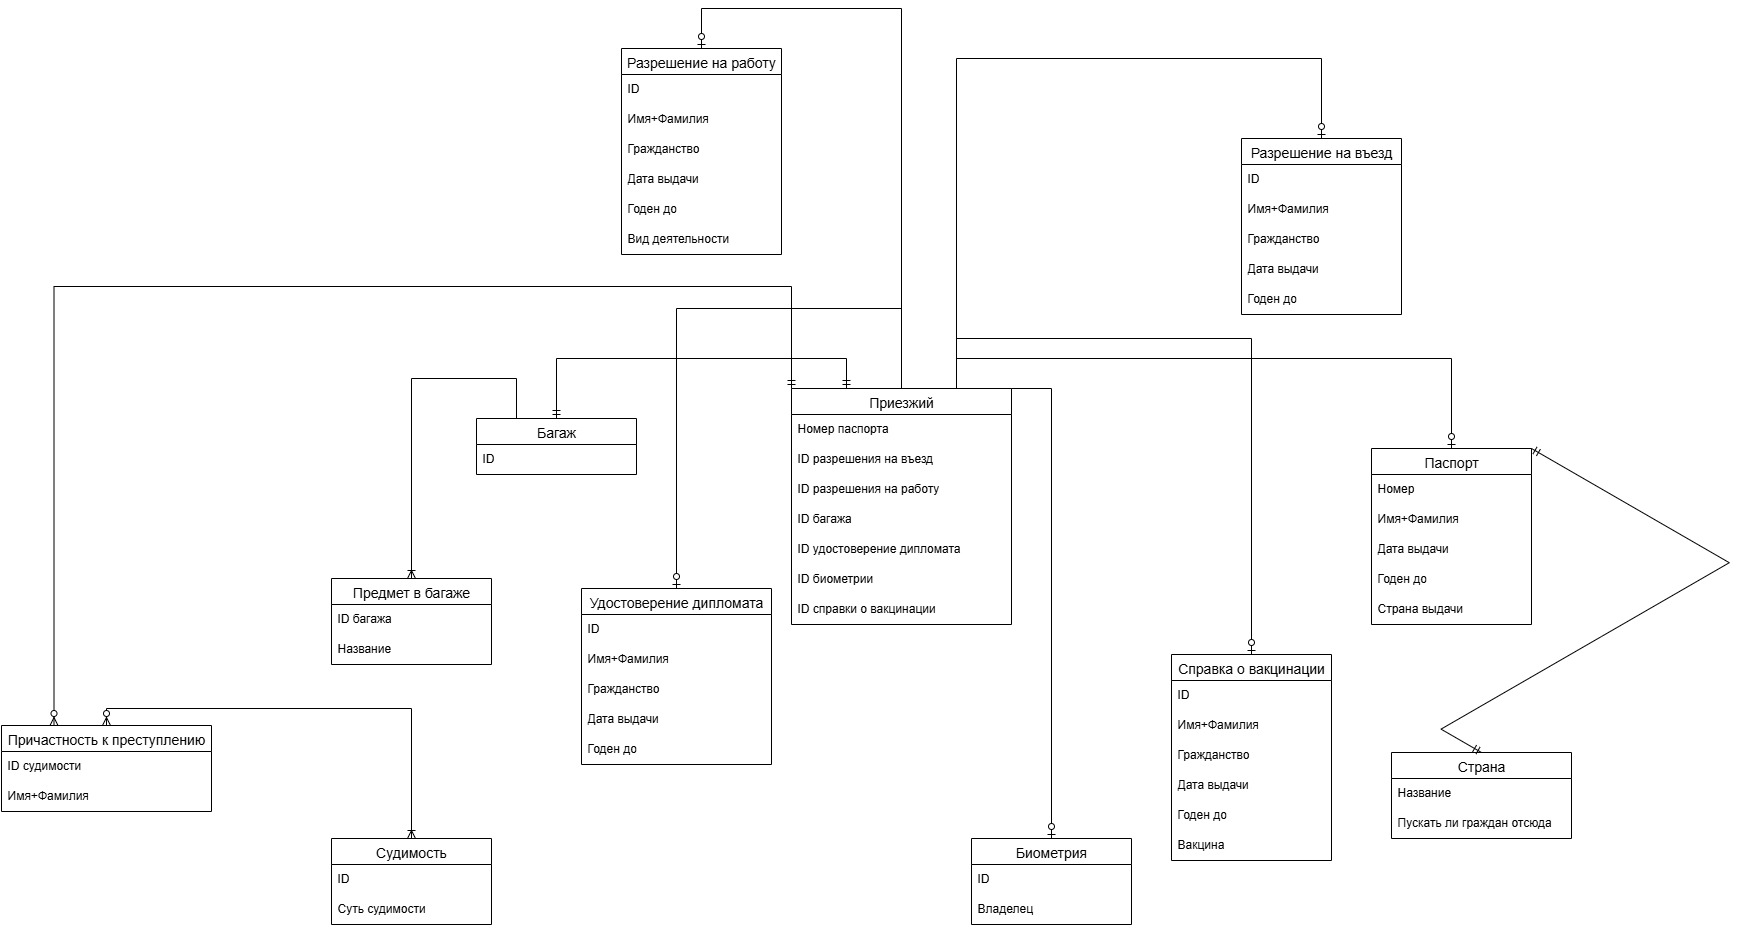 Разрешение на работу
ID
Имя+Фамилия
Гражданство
Дата выдачи
Годен до
Вид деятельности
Разрешение на въезд
ID
Имя+Фамилия
Гражданство
Дата выдачи
Годен до
Приезжий
Номер паспорта
ID разрешения на въезд
ID разрешения на работу
ID багажа
ID удостоверение дипломата
ID биометрии
ID справки о вакцинации
Багаж
ID
Паспорт
Номер
Имя+Фамилия
Дата выдачи
Годен до
Страна выдачи
Предмет в багаже
ID багажа
Название
Удостоверение дипломата
ID
Имя+Фамилия
Гражданство
Дата выдачи
Годен до
Справка о вакцинации
ID
Имя+Фамилия
Гражданство
Дата выдачи
Годен до
Вакцина
Причастность к преступлению
ID судимости
Имя+Фамилия
Страна
Название
Пускать ли граждан отсюда
Судимость
ID
Суть судимости
Биометрия
ID
Владелец